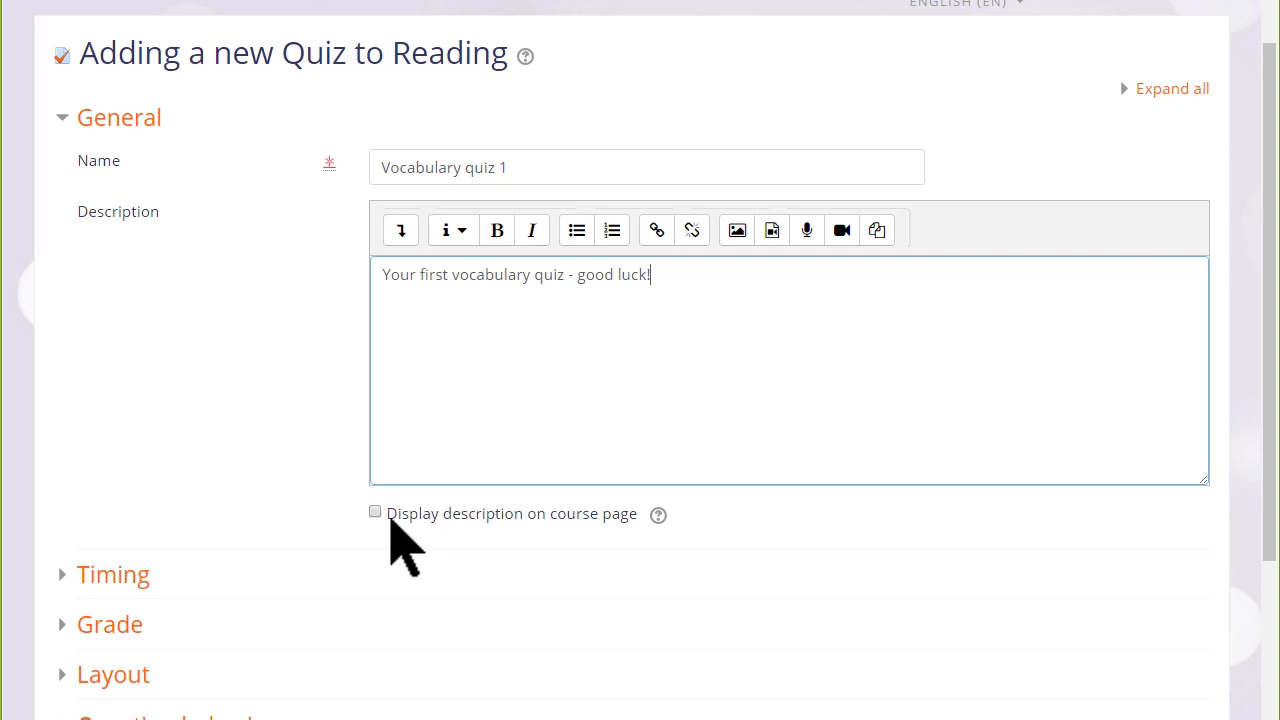 ENGLISH (EN)
Adding a new Quiz to Reading
Expand all
General
Name
Vocabulary quiz 1
Description
Your first vocabulary quiz - good luck!
Display description on course page
Timing
Grade
Layout